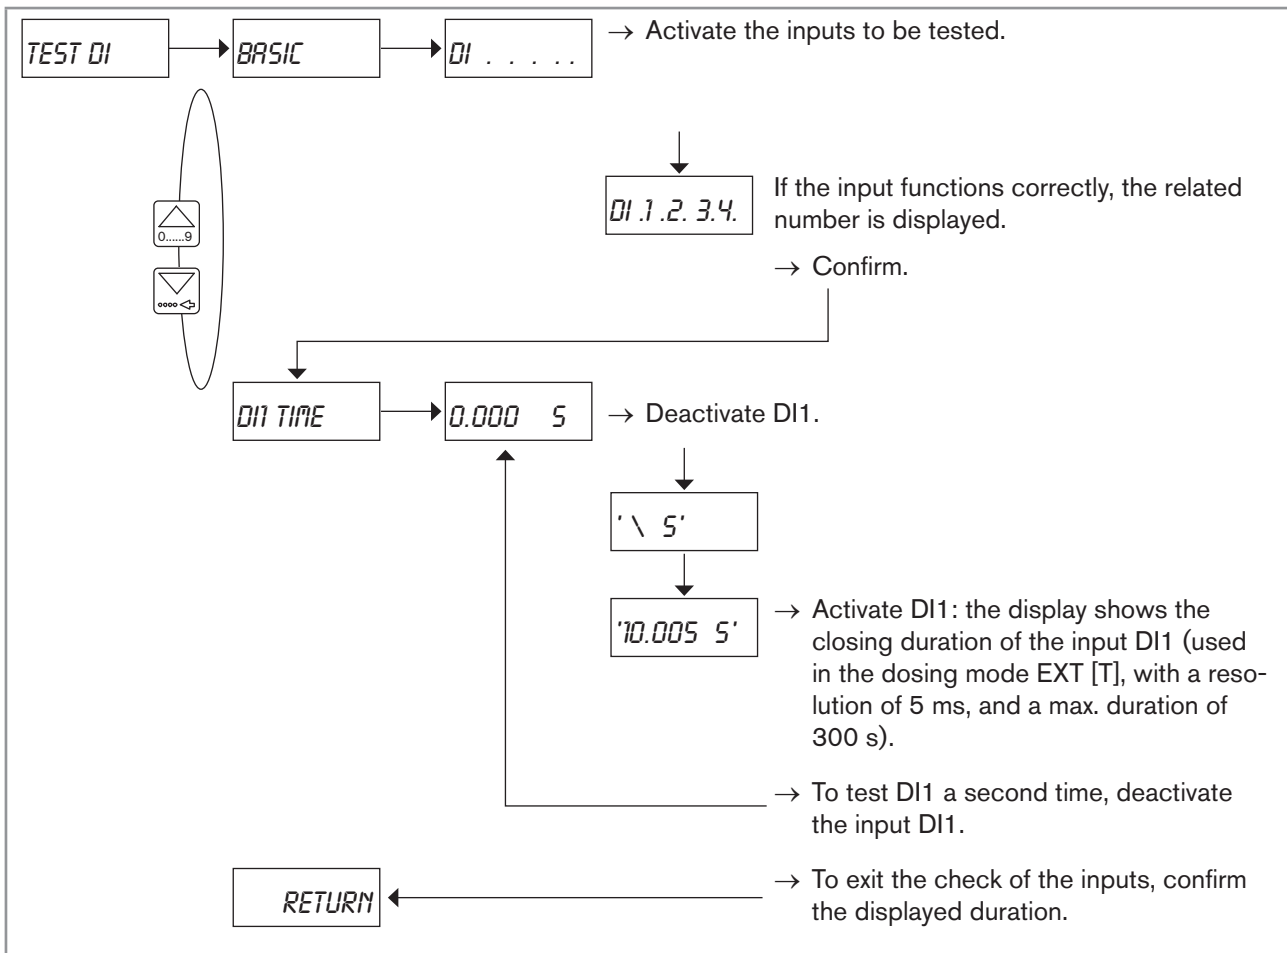 TEST DI
BASIC
DI . . . . .
→ Activate the inputs to be tested.
DI .1 .2. 3.4.
If the input functions correctly, the related
number is displayed.
→ Confirm.
0......9
DI1 TIME
0.000 S
→ Deactivate DI1.
'\ S'
'10.005 S'
→ Activate DI1: the display shows the
closing duration of the input DI1 (used
in the dosing mode EXT [T], with a reso-
lution of 5 ms, and a max. duration of
300 s).
→ To test DI1 a second time, deactivate
the input DI1.
RETURN
→ To exit the check of the inputs, confirm
the displayed duration.